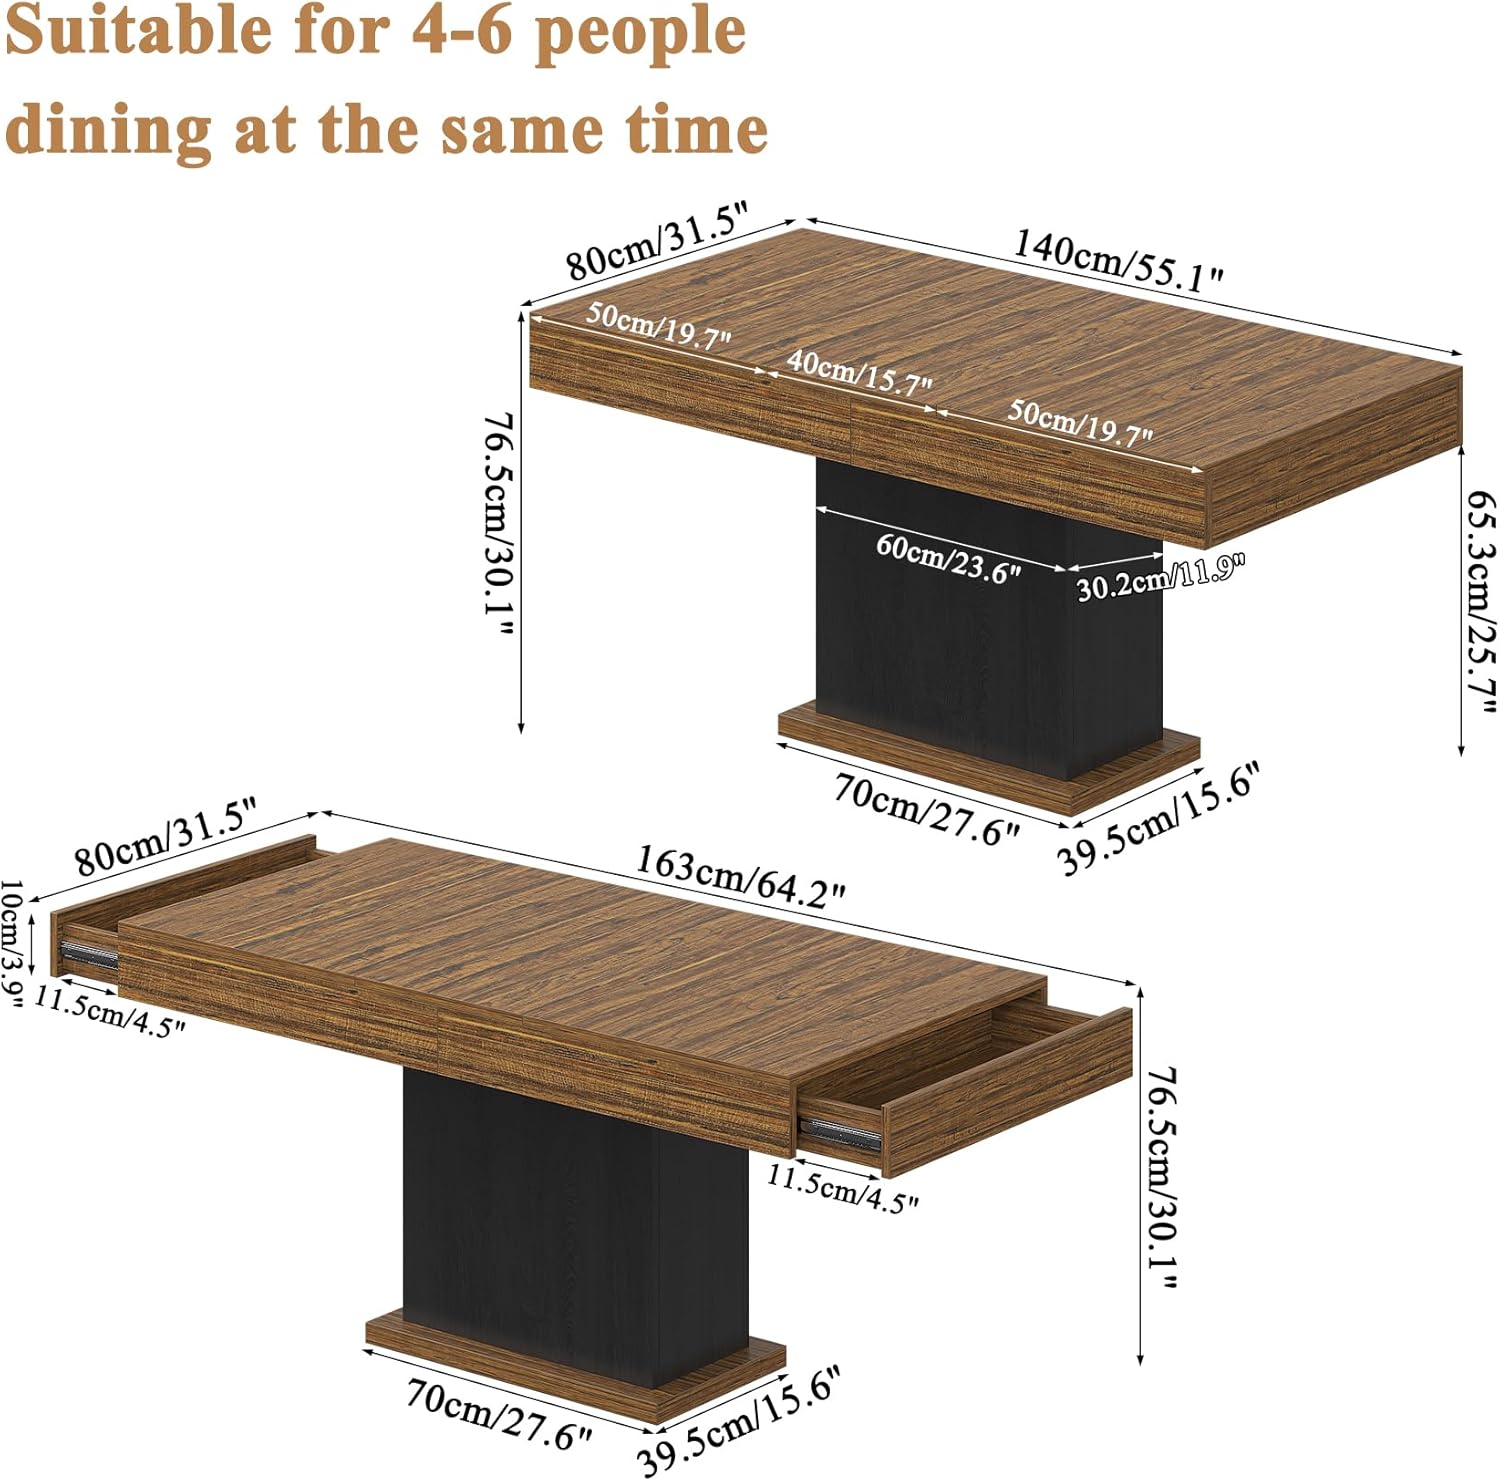 Suitable for 4-6 people
dining at the same time
80cm/31.5"
140cm/55.1"
50cm/19.7"
40cm/15.7"
50cm/19.7"
76.5cm/30.1"
65.3cm/25.7"
60cm/23.6"
30.2cm/11.9"
70cm/27.6"
39.5cm/15.6"
80cm/31.5"
163cm/64.2"
10cm/3.9"
11.5cm/4.5"
11.5cm/4.5"
76.5cm/30.1"
70cm/27.6"
39.5cm/15.6"